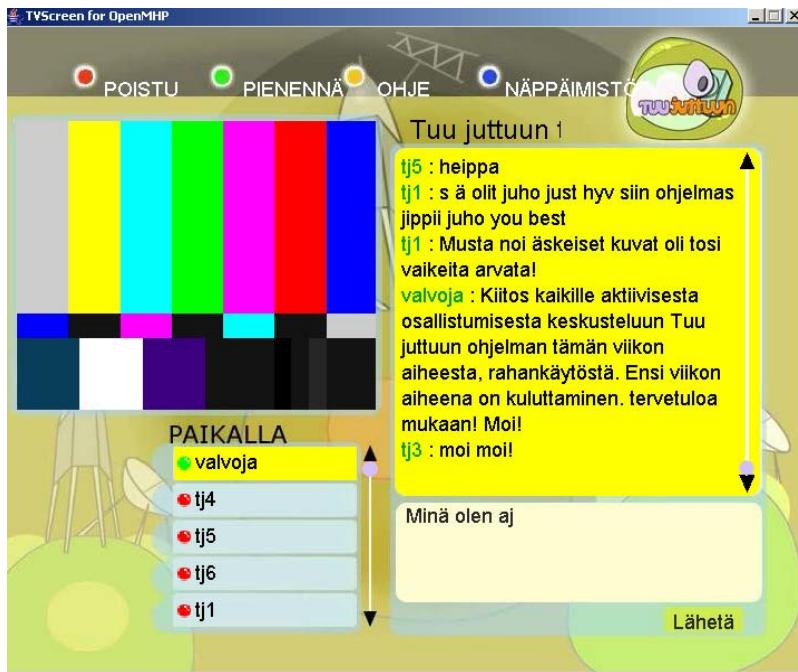 TVScreen for OpenMHP
POISTU PIENENNÄ OHJE NÄPPÄIMISTÖ
TUUJUTTUUN
Tuu juttuun
tj5 : heippa
tj1 : s ä olit juho just hyv siin ohjelmas
jippii juho you best
tj1 : Musta noi äskeiset kuvat oli tosi
vaikeita arvata!
valvoja : Kiitos kaikille aktiivisesta
osallistumisesta keskusteluun Tuu
juttuun ohjelman tämän viikon
aiheesta, rahankäytöstä. Ensi viikon
aiheena on kuluttaminen. tervetuloa
mukaan! Moi!
tj3 : moi moi!
PAIKALLA
valvoja
tj4
tj5
tj6
tj1
Minä olen aj
Lähetä